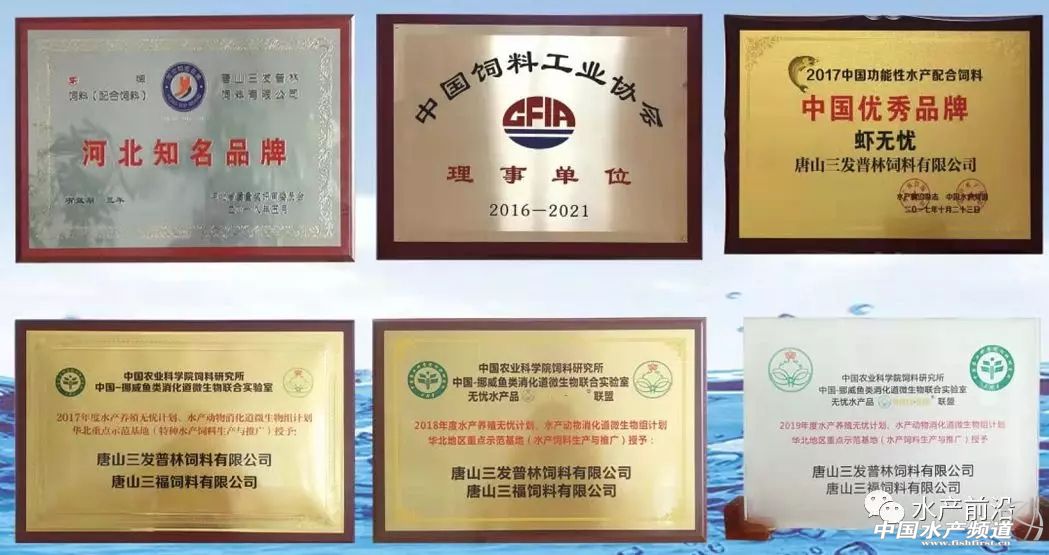 唐山三发普林
饲料(配合饲料)
饲料有限公司
河北知名品牌
中国饲料工业协会
CFIA
理事单位
2016—2021
2017中国功能性水产配合饲料
中国优秀品牌
虾无忧
唐山三发普林饲料有限公司
二〇一七年十月二十三日
中国农业科学院饲料研究所
中国-挪威鱼类消化道微生物联合实验室
2017年度水产养殖无忧计划、水产动物消化道微生物组计划
华北重点示范基地(特种水产饲料生产与推广)授予:
唐山三发普林饲料有限公司
唐山三福饲料有限公司
中国农业科学院饲料研究所
中国-挪威鱼类消化道微生物联合实验室
无忧水产品 联盟
2018年度水产养殖无忧计划、水产动物消化道微生物组计划
华北地区重点示范基地(水产饲料生产与推广)授予:
唐山三发普林饲料有限公司
唐山三福饲料有限公司
中国农业科学院饲料研究所
中国-挪威鱼类消化道微生物联合实验室
无忧水产品 联盟
2019年度水产养殖无忧计划、水产动物消化道微生物组计划
华北地区重点示范基地(水产饲料生产与推广)授予
唐山三发普林饲料有限公司
唐山三福饲料有限公司
水产前沿
中国水产频道
www.fishfirst.cn